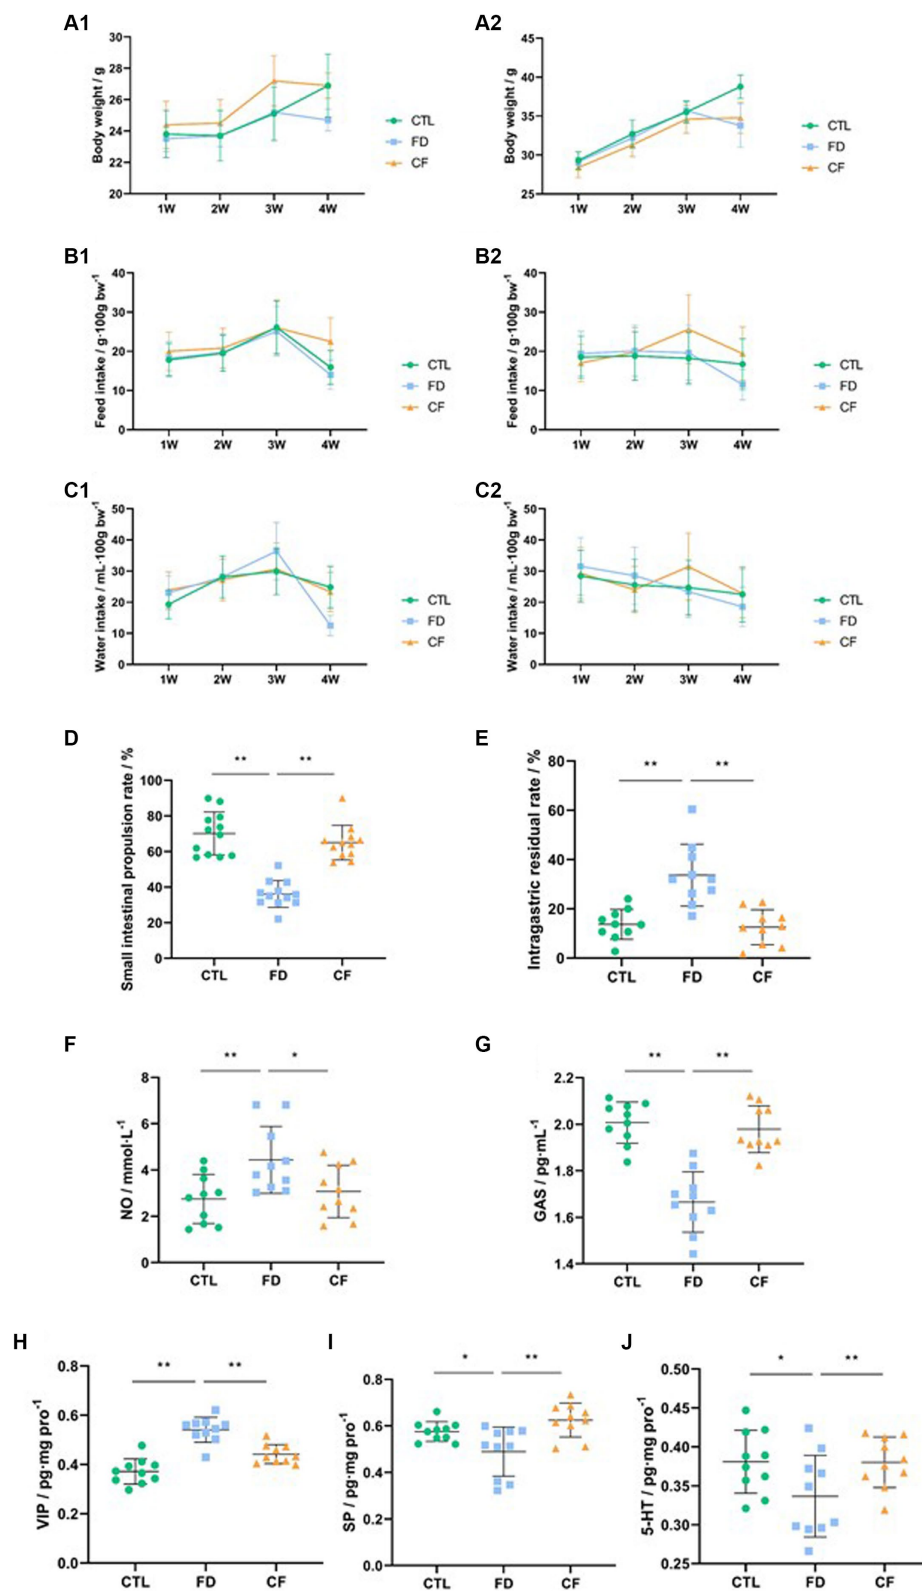 A1
Body weight / g
30
28
26
24
22
20
1W 2W 3W 4W
CTL
FD
CF
A2
Body weight / g
45
40
35
30
25
1W 2W 3W 4W
CTL
FD
CF
B1
Feed intake / g·100g bw⁻¹
40
30
20
10
0
1W 2W 3W 4W
CTL
FD
CF
B2
Feed intake / g·100g bw⁻¹
40
30
20
10
0
1W 2W 3W 4W
CTL
FD
CF
C1
Water intake / mL·100g bw⁻¹
50
40
30
20
10
0
1W 2W 3W 4W
CTL
FD
CF
C2
Water intake / mL·100g bw⁻¹
50
40
30
20
10
0
1W 2W 3W 4W
CTL
FD
CF
D
Small intestinal propulsion rate / %
** **
100
80
60
40
20
0
CTL FD CF
E
Intragastric residual rate / %
** **
80
60
40
20
0
CTL FD CF
F
NO / mmol·L⁻¹
** *
8
6
4
2
0
CTL FD CF
G
GAS / pg·mL⁻¹
** **
2.2
2.0
1.8
1.6
1.4
CTL FD CF
H
VIP / pg·mg pro⁻¹
** **
0.8
0.6
0.4
0.2
0.0
CTL FD CF
I
SP / pg·mg pro⁻¹
* **
0.8
0.6
0.4
0.2
0.0
CTL FD CF
J
5-HT / pg·mg pro⁻¹
* **
0.50
0.45
0.40
0.35
0.30
0.25
CTL FD CF